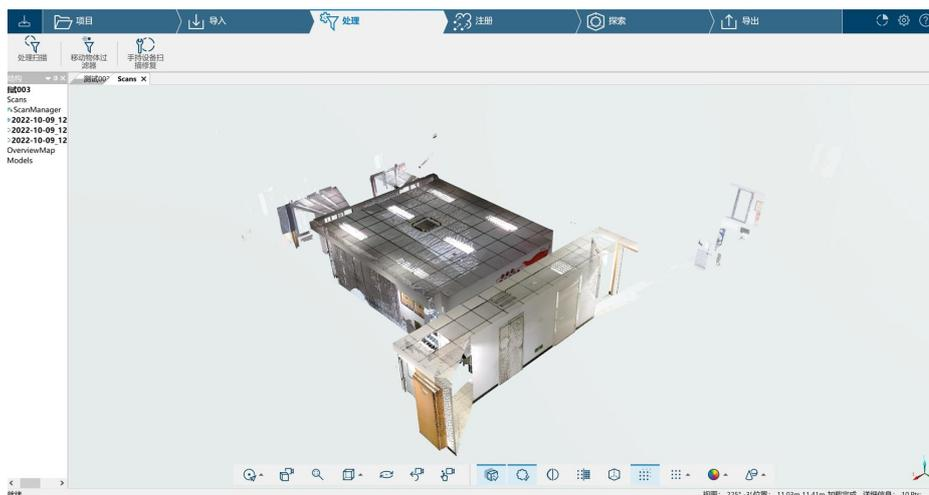 项目
导入
处理
注册
探索
导出
处理扫描
移动物体过
滤器
手持设备扫
描修复
结构
测试002
Scans
测试003
Scans
ScanManager
2022-10-09_12
2022-10-09_12
2022-10-09_12
OverviewMap
Models